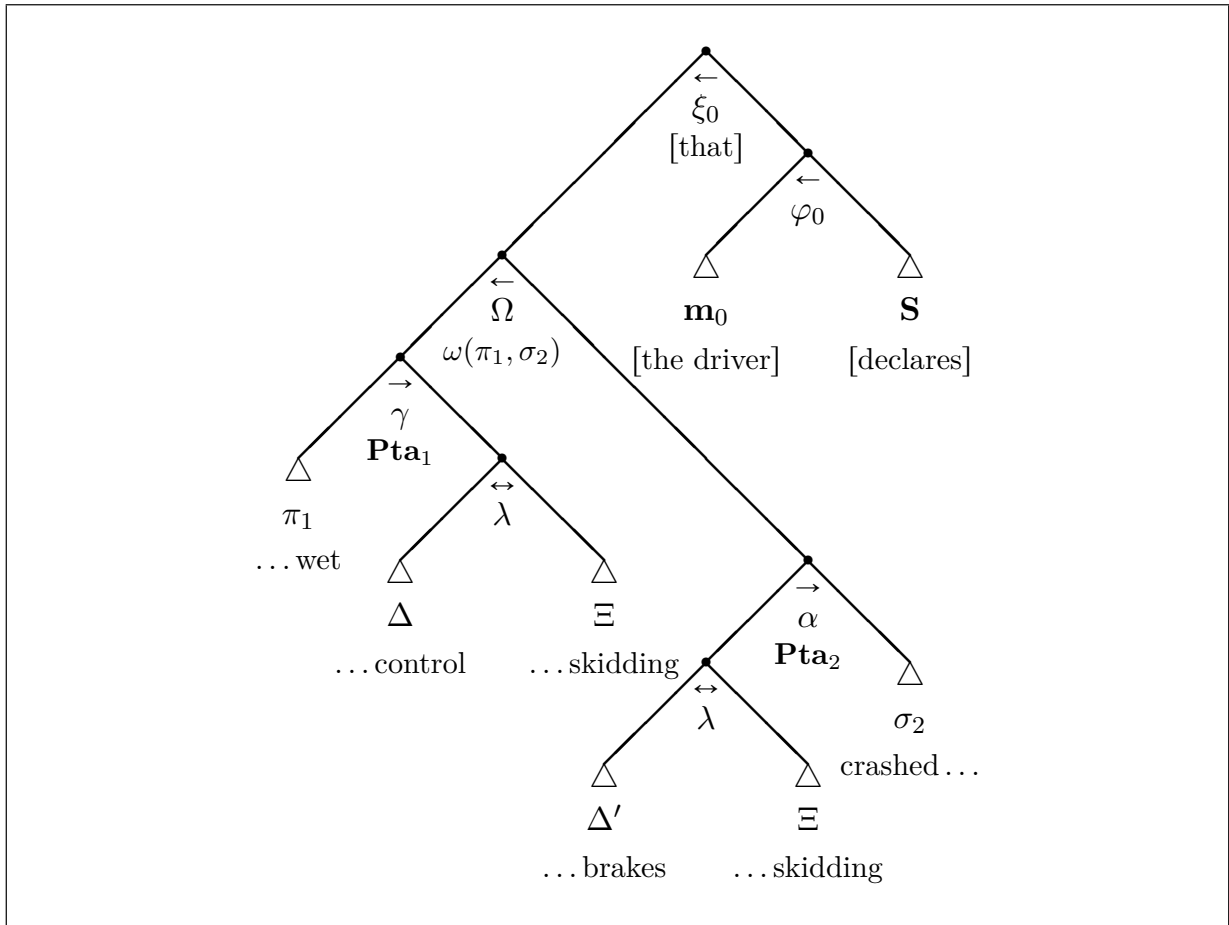 ←
ξ₀
[that]
←
φ₀
←
Ω
ω(π₁, σ₂)
m₀
S
[the driver]
[declares]
→
γ
Pta₁
π₁
...wet
↔
λ
Δ
Ξ
...control
...skidding
→
α
Pta₂
↔
λ
σ₂
crashed...
Δ′
Ξ
...brakes
...skidding